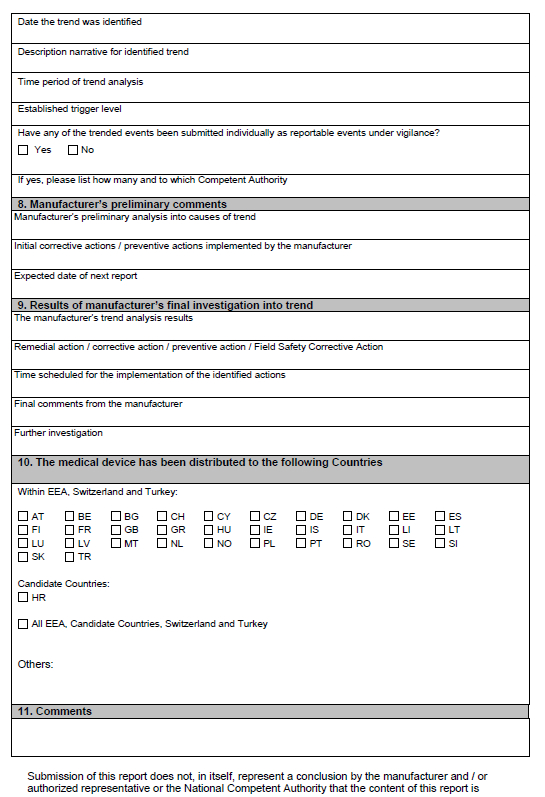 Date the trend was identified
Description narrative for identified trend
Time period of trend analysis
Established trigger level
Have any of the trended events been submitted individually as reportable events under vigilance?
Yes No
If yes, please list how many and to which Competent Authority
8. Manufacturer's preliminary comments
Manufacturer's preliminary analysis into causes of trend
Initial corrective actions / preventive actions implemented by the manufacturer
Expected date of next report
9. Results of manufacturer's final investigation into trend
The manufacturer's trend analysis results
Remedial action / corrective action / preventive action / Field Safety Corrective Action
Time scheduled for the implementation of the identified actions
Final comments from the manufacturer
Further investigation
10. The medical device has been distributed to the following Countries
Within EEA, Switzerland and Turkey:
AT BE BG CH CY CZ DE DK EE ES
FI FR GB GR HU IE IS IT LI LT
LU LV MT NL NO PL PT RO SE SI
SK TR
Candidate Countries:
HR
All EEA, Candidate Countries, Switzerland and Turkey
Others:
11. Comments
Submission of this report does not, in itself, represent a conclusion by the manufacturer and / or
authorized representative or the National Competent Authority that the content of this report is